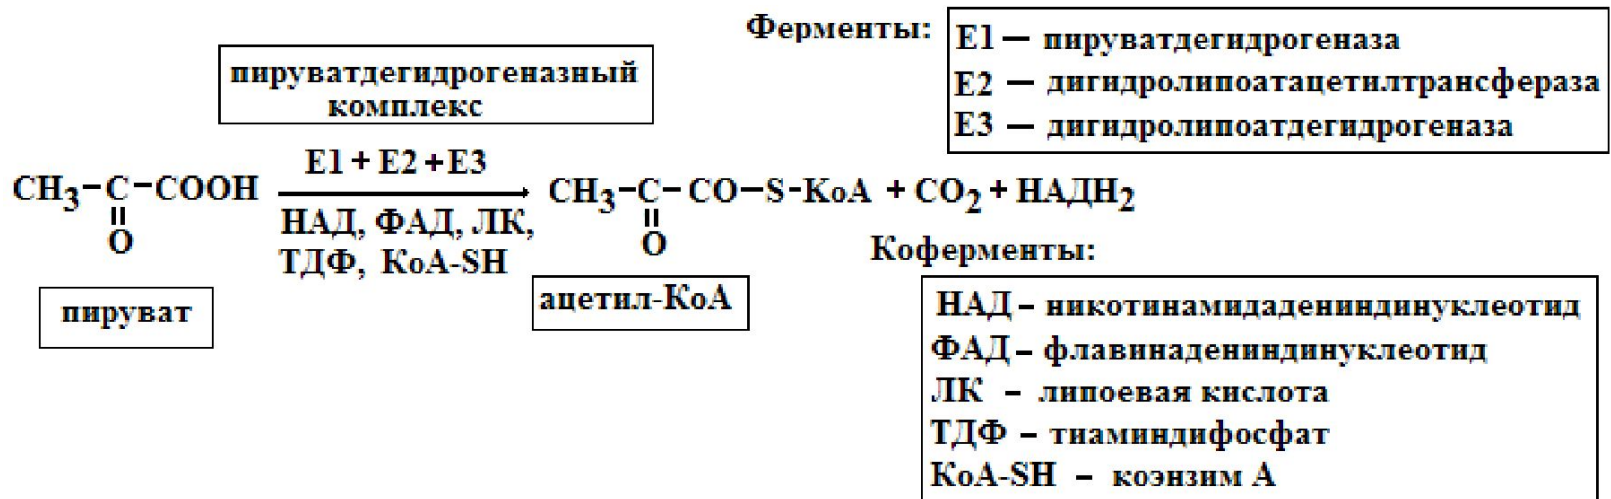 Ферменты:
E1 — пируватдегидрогеназа
E2 — дигидролипоатацетилтрансфераза
E3 — дигидролипоатдегидрогеназа
пируватдегидрогеназный
комплекс
E1 + E2 +E3
CH3–C–COOH
O
НАД, ФАД, ЛК,
ТДФ, КоА-SH
CH3–C–CO–S-КоА + CO2 + НАДН2
O
пируват
ацетил-КоА
Коферменты:
НАД – никотинамидадениндинуклеотид
ФАД – флавинадениндинуклеотид
ЛК – липоевая кислота
ТДФ – тиаминдифосфат
КоА-SH – коэнзим А